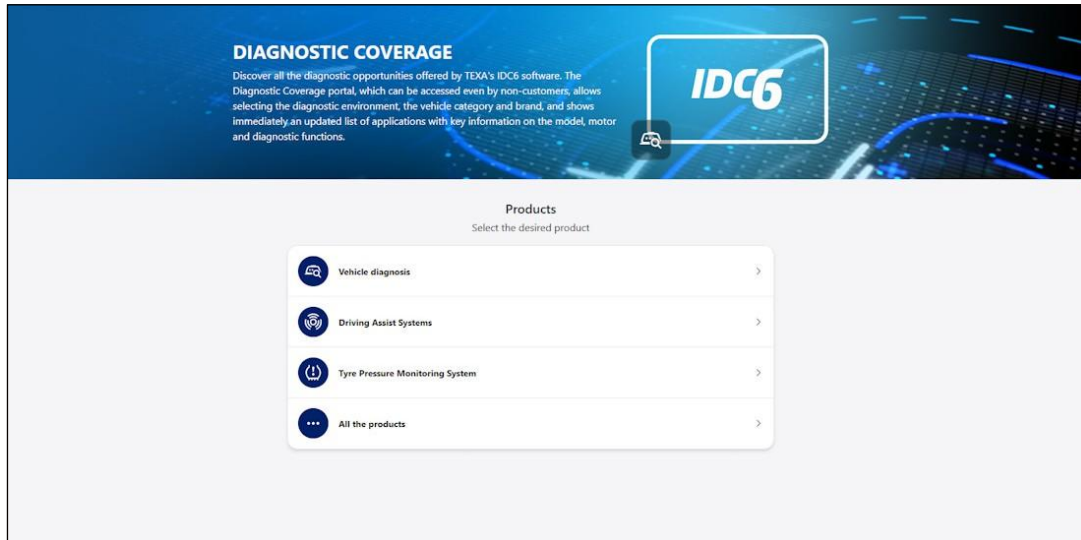 DIAGNOSTIC COVERAGE
Discover all the diagnostic opportunities offered by TEXA's IDC6 software. The
Diagnostic Coverage portal, which can be accessed even by non-customers, allows
selecting the diagnostic environment, the vehicle category and brand, and shows
immediately an updated list of applications with key information on the model, motor
and diagnostic functions.
IDC6
Products
Select the desired product
Vehicle diagnosis
Driving Assist Systems
Tyre Pressure Monitoring System
All the products